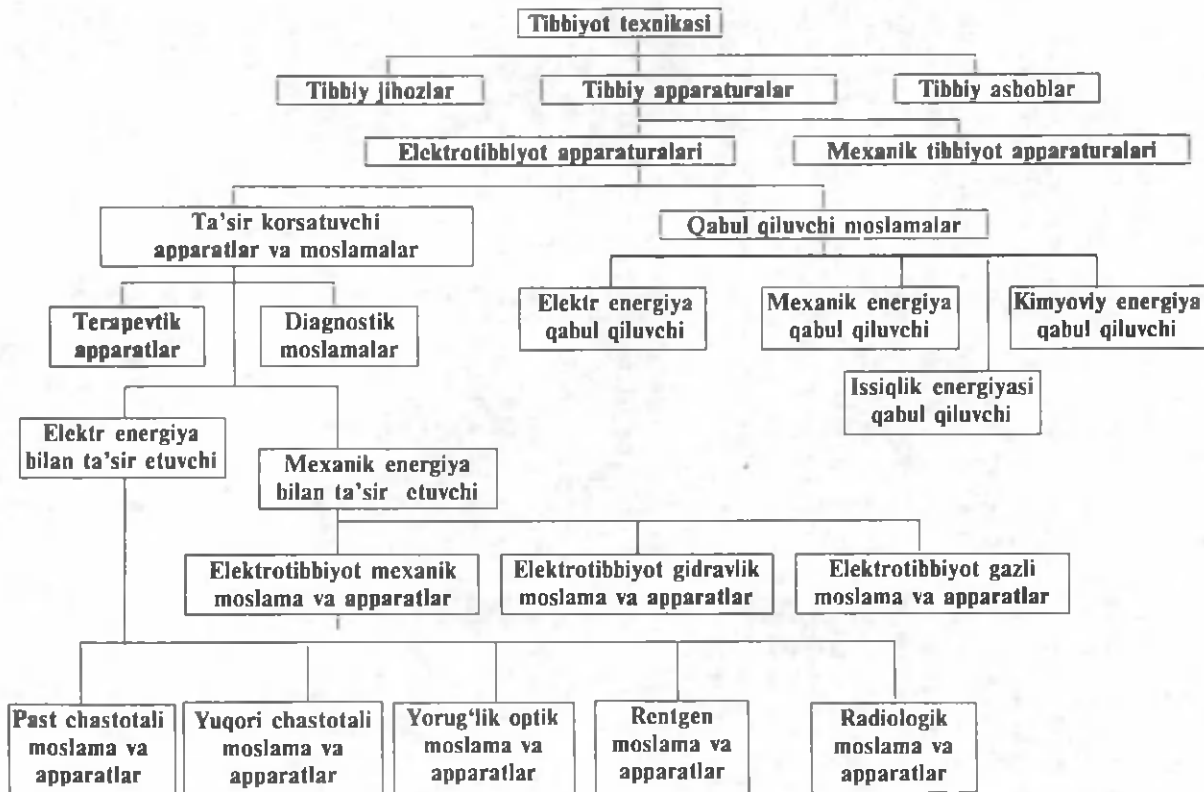 Tibbiyot texnikasi
Tibbiy jihozlar
Tibbiy apparaturalar
Tibbiy asboblar
Elektrotibbiyot apparaturalari
Mexanik tibbiyot apparaturalari
Ta'sir korsatuvchi
apparatlar va moslamalar
Qabul qiluvchi moslamalar
Terapevtik
apparatlar
Diagnostik
moslamalar
Elektr energiya
qabul qiluvchi
Mexanik energiya
qabul qiluvchi
Kimyoviy energiya
qabul qiluvchi
Issiqlik energiyasi
qabul qiluvchi
Elektr energiya
bilan ta'sir etuvchi
Mexanik energiya
bilan ta'sir etuvchi
Elektrotibbiyot mexanik
moslama va apparatlar
Elektrotibbiyot gidravlik
moslama va apparatlar
Elektrotibbiyot gazli
moslama va apparatlar
Past chastotali
moslama va
apparatlar
Yuqori chastotali
moslama va
apparatlar
Yorug‘lik optik
moslama va
apparatlar
Rentgen
moslama va
apparatlar
Radiologik
moslama va
apparatlar